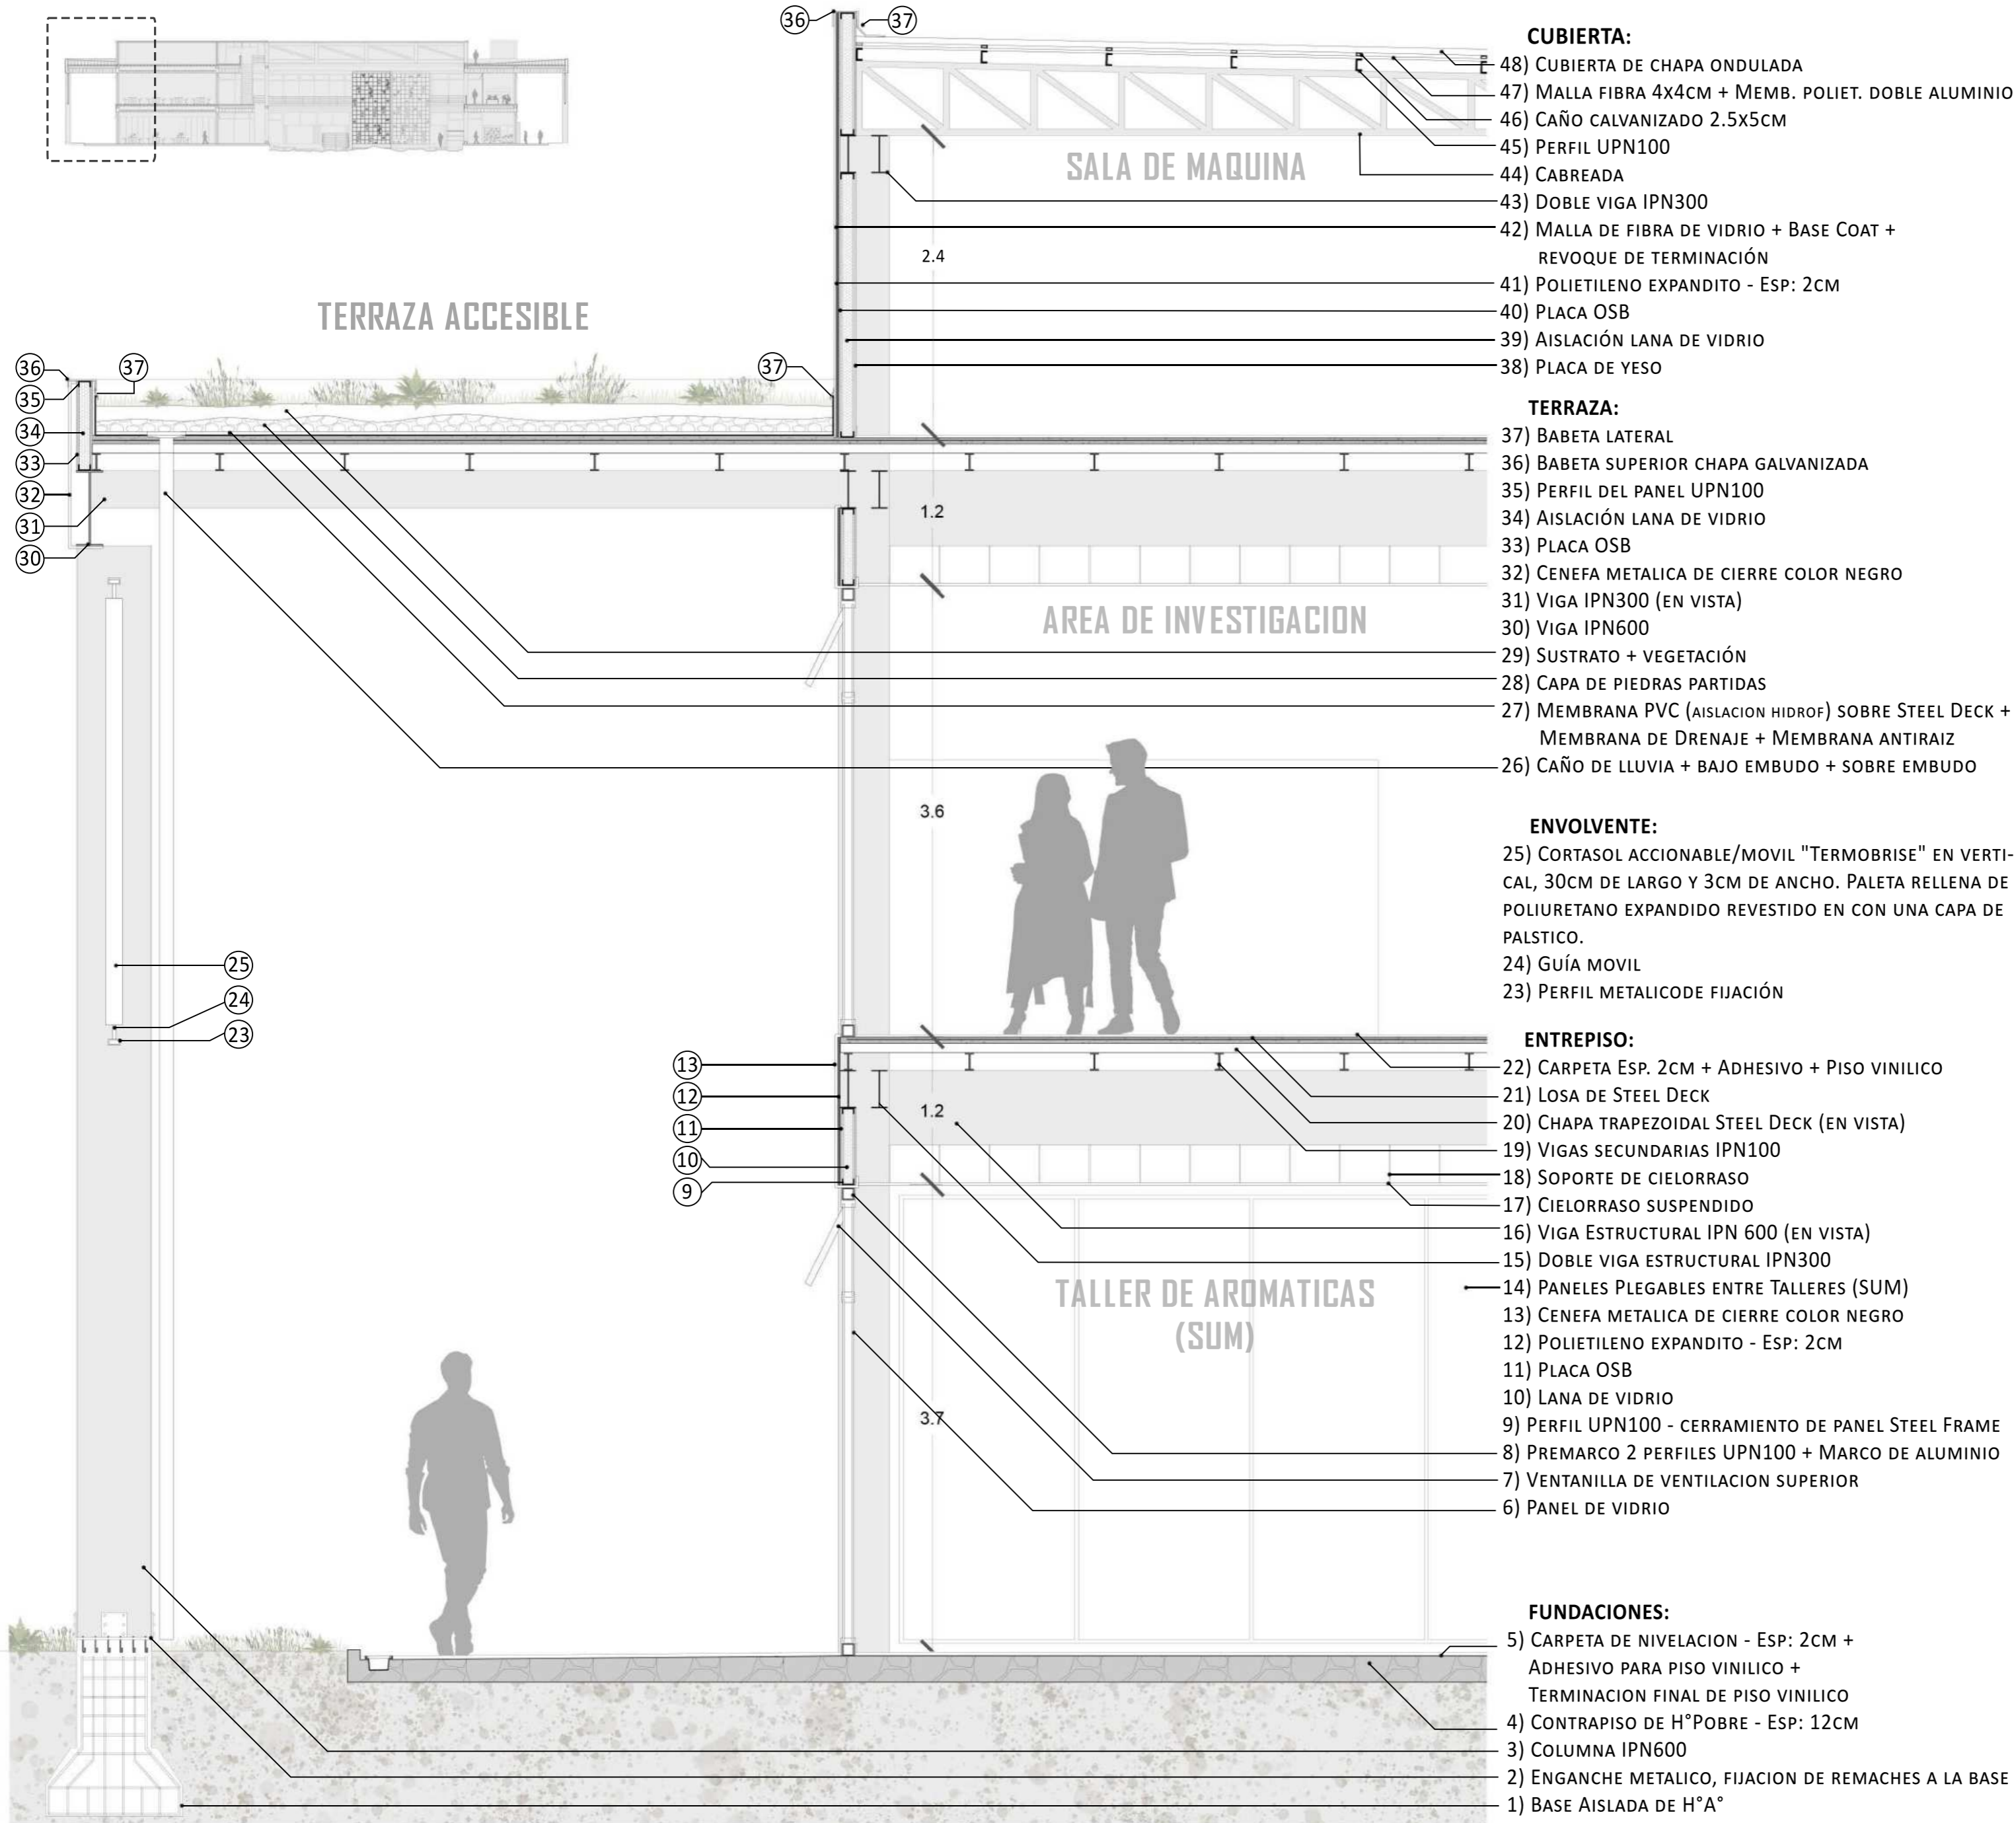 36
37
SALA DE MAQUINA
2.4
TERRAZA ACCESIBLE
36
37
37
35
34
33
32
31
30
1.2
AREA DE INVESTIGACION
3.6
25
24
23
13
12
11
10
9
1.2
TALLER DE AROMATICAS
(SUM)
3.7
CUBIERTA:
48) CUBIERTA DE CHAPA ONDULADA
47) MALLA FIBRA 4X4CM + MEMB. POLIET. DOBLE ALUMINIO
46) CAÑO CALVANIZADO 2.5X5CM
45) PERFIL UPN100
44) CABREADA
43) DOBLE VIGA IPN300
42) MALLA DE FIBRA DE VIDRIO + BASE COAT +
REVOQUE DE TERMINACIÓN
41) POLIETILENO EXPANDITO - ESP: 2CM
40) PLACA OSB
39) AISLACIÓN LANA DE VIDRIO
38) PLACA DE YESO
TERRAZA:
37) BABETA LATERAL
36) BABETA SUPERIOR CHAPA GALVANIZADA
35) PERFIL DEL PANEL UPN100
34) AISLACIÓN LANA DE VIDRIO
33) PLACA OSB
32) CENEFA METALICA DE CIERRE COLOR NEGRO
31) VIGA IPN300 (EN VISTA)
30) VIGA IPN600
29) SUSTRATO + VEGETACIÓN
28) CAPA DE PIEDRAS PARTIDAS
27) MEMBRANA PVC (AISLACION HIDROF) SOBRE STEEL DECK +
MEMBRANA DE DRENAJE + MEMBRANA ANTIRAIZ
26) CAÑO DE LLUVIA + BAJO EMBUDO + SOBRE EMBUDO
ENVOLVENTE:
25) CORTASOL ACCIONABLE/MOVIL "TERMOBRISE" EN VERTI-
CAL, 30CM DE LARGO Y 3CM DE ANCHO. PALETA RELLENA DE
POLIURETANO EXPANDIDO REVESTIDO EN CON UNA CAPA DE
PALSTICO.
24) GUÍA MOVIL
23) PERFIL METALICODE FIJACIÓN
ENTREPISO:
22) CARPETA ESP. 2CM + ADHESIVO + PISO VINILICO
21) LOSA DE STEEL DECK
20) CHAPA TRAPEZOIDAL STEEL DECK (EN VISTA)
19) VIGAS SECUNDARIAS IPN100
18) SOPORTE DE CIELORRASO
17) CIELORRASO SUSPENDIDO
16) VIGA ESTRUCTURAL IPN 600 (EN VISTA)
15) DOBLE VIGA ESTRUCTURAL IPN300
14) PANELES PLEGABLES ENTRE TALLERES (SUM)
13) CENEFA METALICA DE CIERRE COLOR NEGRO
12) POLIETILENO EXPANDITO - ESP: 2CM
11) PLACA OSB
10) LANA DE VIDRIO
9) PERFIL UPN100 - CERRAMIENTO DE PANEL STEEL FRAME
8) PREMARCO 2 PERFILES UPN100 + MARCO DE ALUMINIO
7) VENTANILLA DE VENTILACION SUPERIOR
6) PANEL DE VIDRIO
FUNDACIONES:
5) CARPETA DE NIVELACION - ESP: 2CM +
ADHESIVO PARA PISO VINILICO +
TERMINACION FINAL DE PISO VINILICO
4) CONTRAPISO DE H°POBRE - ESP: 12CM
3) COLUMNA IPN600
2) ENGANCHE METALICO, FIJACION DE REMACHES A LA BASE
1) BASE AISLADA DE H°A°